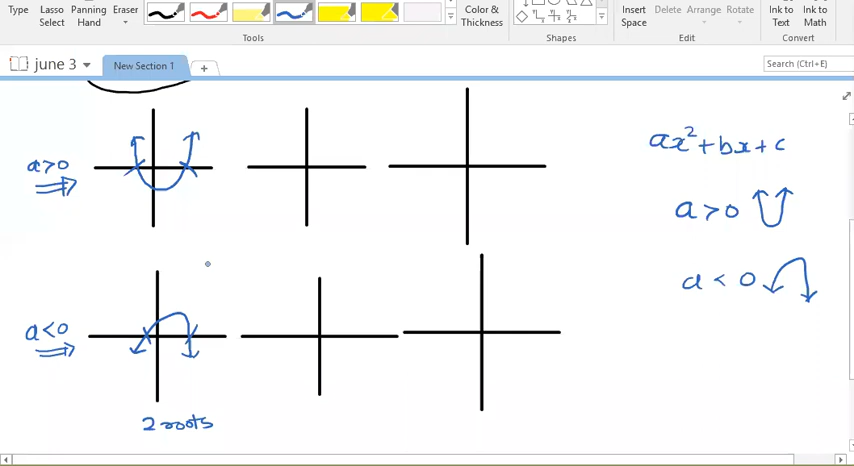 Type
Lasso Select
Panning Hand
Eraser
Color & Thickness
Insert Space
Delete
Arrange
Rotate
Ink to Text
Ink to Math
Tools
Shapes
Edit
Convert
june 3
New Section 1
Search (Ctrl+E)
ax²+bx+c
a>0
a>0
a<0
a<0
2 roots